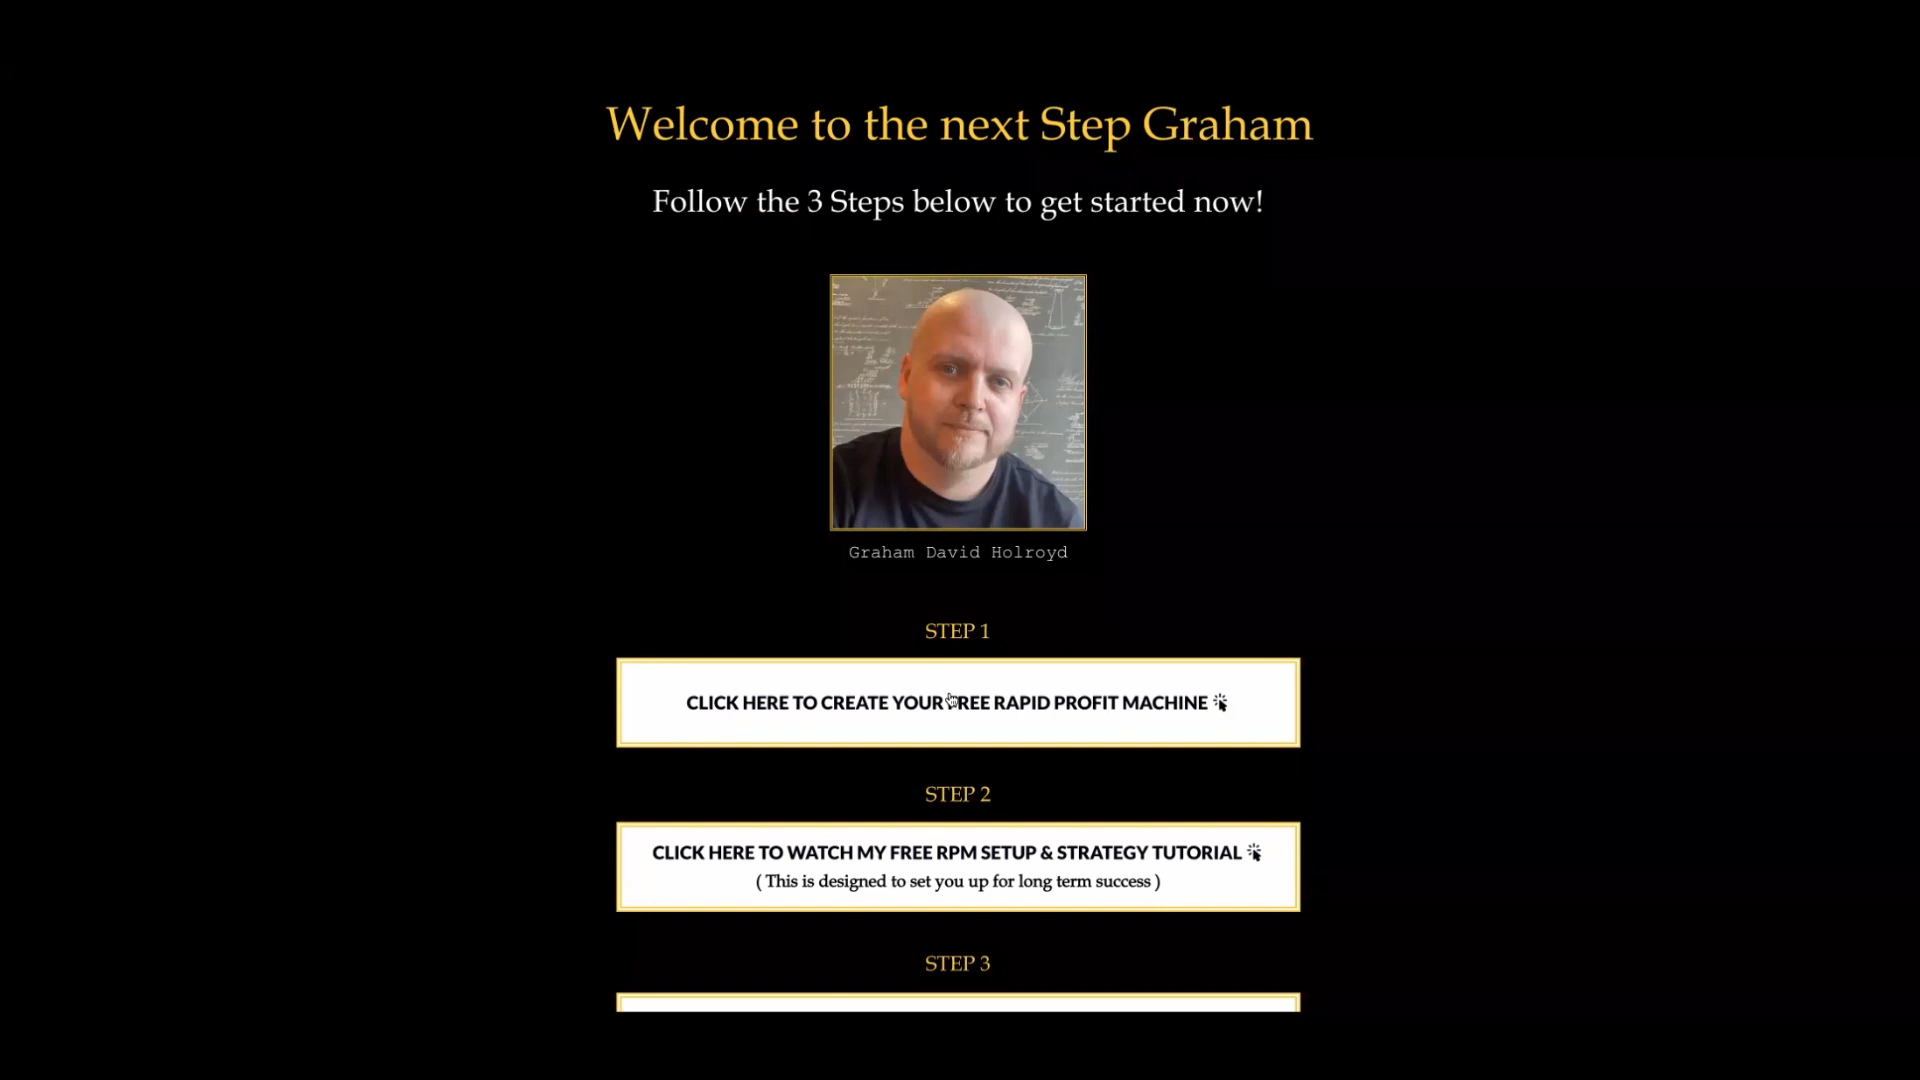 Welcome to the next Step Graham
Follow the 3 Steps below to get started now!
Graham David Holroyd
STEP 1
CLICK HERE TO CREATE YOUR FREE RAPID PROFIT MACHINE
STEP 2
CLICK HERE TO WATCH MY FREE RPM SETUP & STRATEGY TUTORIAL
( This is designed to set you up for long term success )
STEP 3